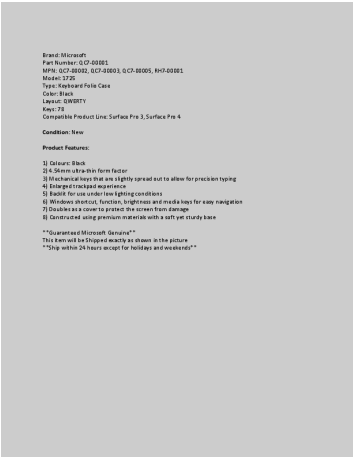 Brand: Microsoft
Part Number: QC7-00001
MPN: QC7-00002, QC7-00003, QC7-00005, RH7-00001
Model: 1725
Type: Keyboard Folio Case
Color: Black
Layout: QWERTY
Keys: 78
Compatible Product Line: Surface Pro 3, Surface Pro 4
Condition: New
Product Features:
1) Colours: Black
2) 4.54mm ultra-thin form factor
3) Mechanical keys that are slightly spread out to allow for precision typing
4) Enlarged trackpad experience
5) Backlit for use under low lighting conditions
6) Windows shortcut, function, brightness and media keys for easy navigation
7) Doubles as a cover to protect the screen from damage
8) Constructed using premium materials with a soft yet sturdy base
**Guaranteed Microsoft Genuine**
This item will be Shipped exactly as shown in the picture
**Ship within 24 hours except for holidays and weekends**